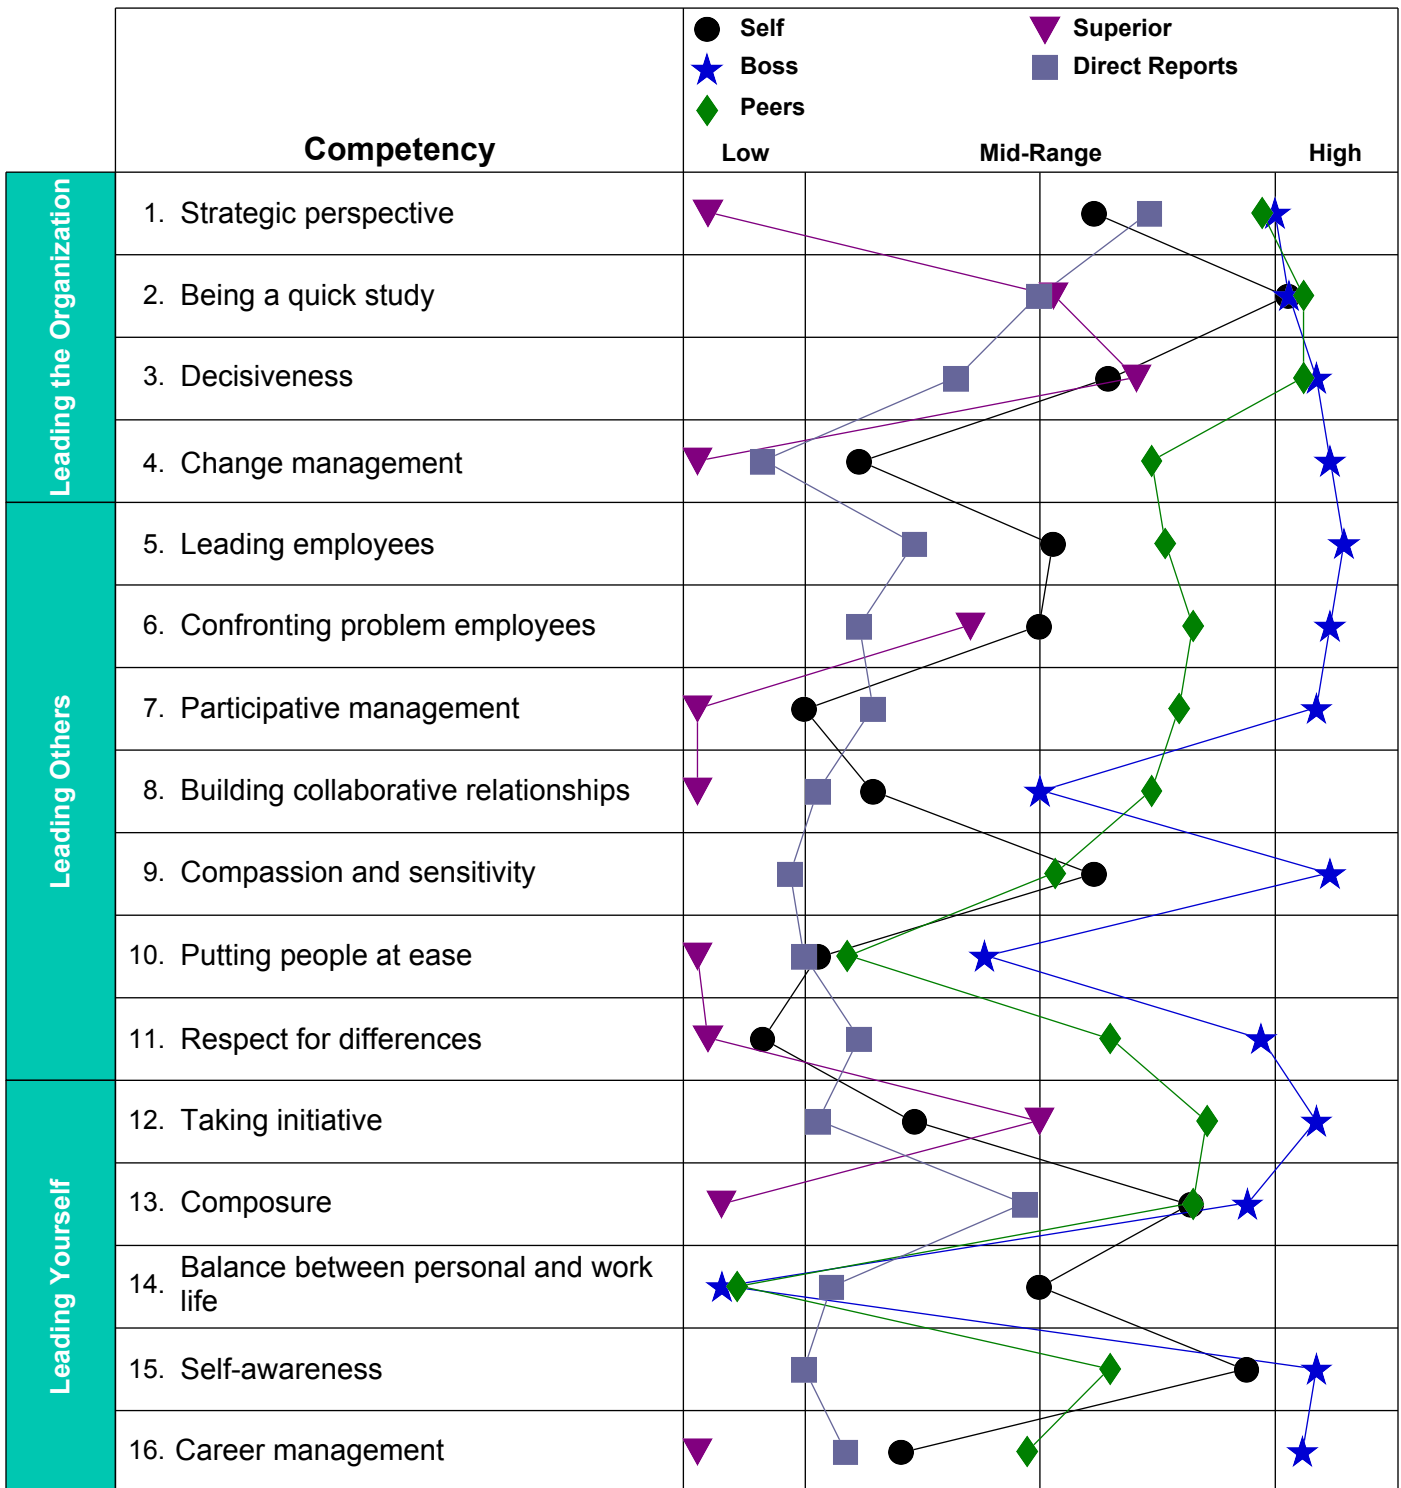 Self
Superior
Boss
Direct Reports
Peers
Competency
Low
Mid-Range
High
Leading the Organization
1. Strategic perspective
2. Being a quick study
3. Decisiveness
4. Change management
Leading Others
5. Leading employees
6. Confronting problem employees
7. Participative management
8. Building collaborative relationships
9. Compassion and sensitivity
10. Putting people at ease
11. Respect for differences
Leading Yourself
12. Taking initiative
13. Composure
14. Balance between personal and work
life
15. Self-awareness
16. Career management